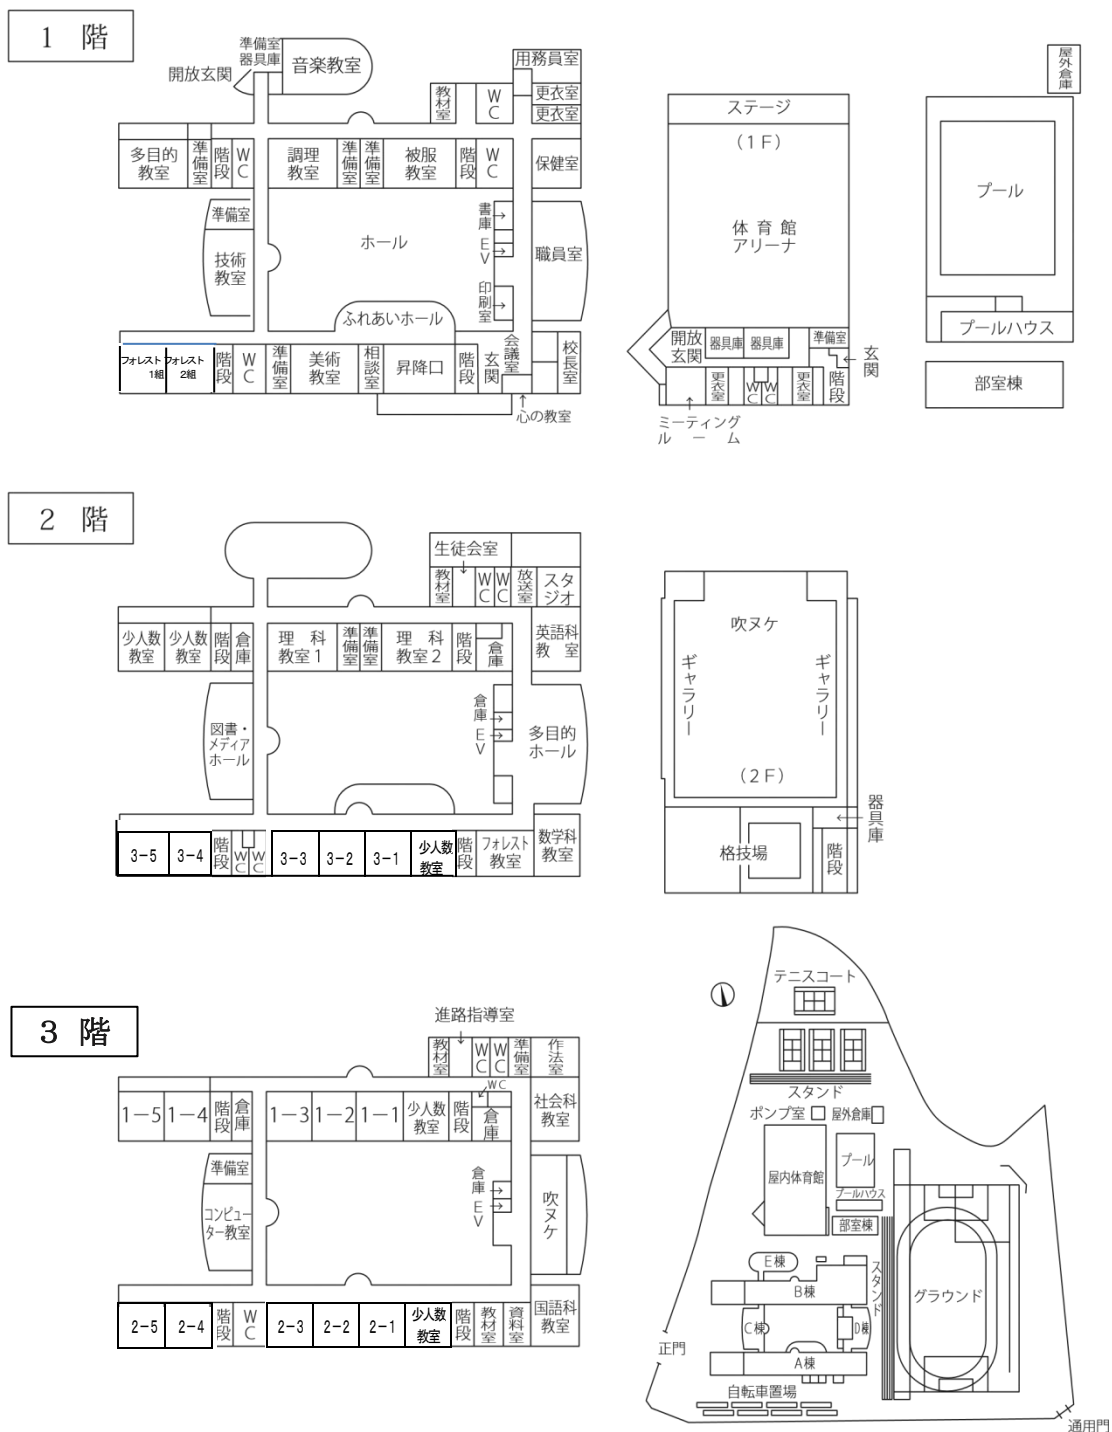 1 階
準備室
器具庫
音楽教室
開放玄関
用務員室
教材室
WC
更衣室
更衣室
多目的
教室
準備室
階段
WC
調理
教室
準備室
準備室
被服
教室
階段
WC
保健室
準備室
技術
教室
ホール
書庫
EV
印刷室
職員室
ふれあいホール
フォレスト
1組
フォレスト
2組
階段
WC
準備室
美術
教室
相談室
昇降口
階段
玄関
会議室
校長室
心の教室
ステージ
(1F)
体育館
アリーナ
開放
玄関
器具庫
器具庫
準備室
玄関
更衣室
WC
WC
更衣室
階段
ミーティング
ルーム
屋外倉庫
プール
プールハウス
部室棟
2 階
生徒会室
教材室
WC
WC
放送室
スタ
ジオ
少人数
教室
少人数
教室
階段
倉庫
理科
教室1
準備室
準備室
理科
教室2
階段
倉庫
英語科
教室
図書・
メディア
ホール
倉庫
EV
多目的
ホール
3-5
3-4
階段
WC
WC
3-3
3-2
3-1
少人数
教室
階段
フォレスト
教室
数学科
教室
吹ヌケ
ギャラリー
ギャラリー
(2F)
器具庫
格技場
階段
3 階
進路指導室
教材室
WC
WC
準備室
作法室
WC
1-5
1-4
階段
倉庫
1-3
1-2
1-1
少人数
教室
階段
倉庫
社会科
教室
準備室
コンピュー
ター教室
倉庫
EV
吹ヌケ
2-5
2-4
階段
WC
2-3
2-2
2-1
少人数
教室
階段
教材室
資料室
国語科
教室
テニスコート
スタンド
ポンプ室
屋外倉庫
屋内体育館
プール
プールハウス
部室棟
E棟
B棟
スタンド
グラウンド
C棟
D棟
A棟
正門
自転車置場
通用門